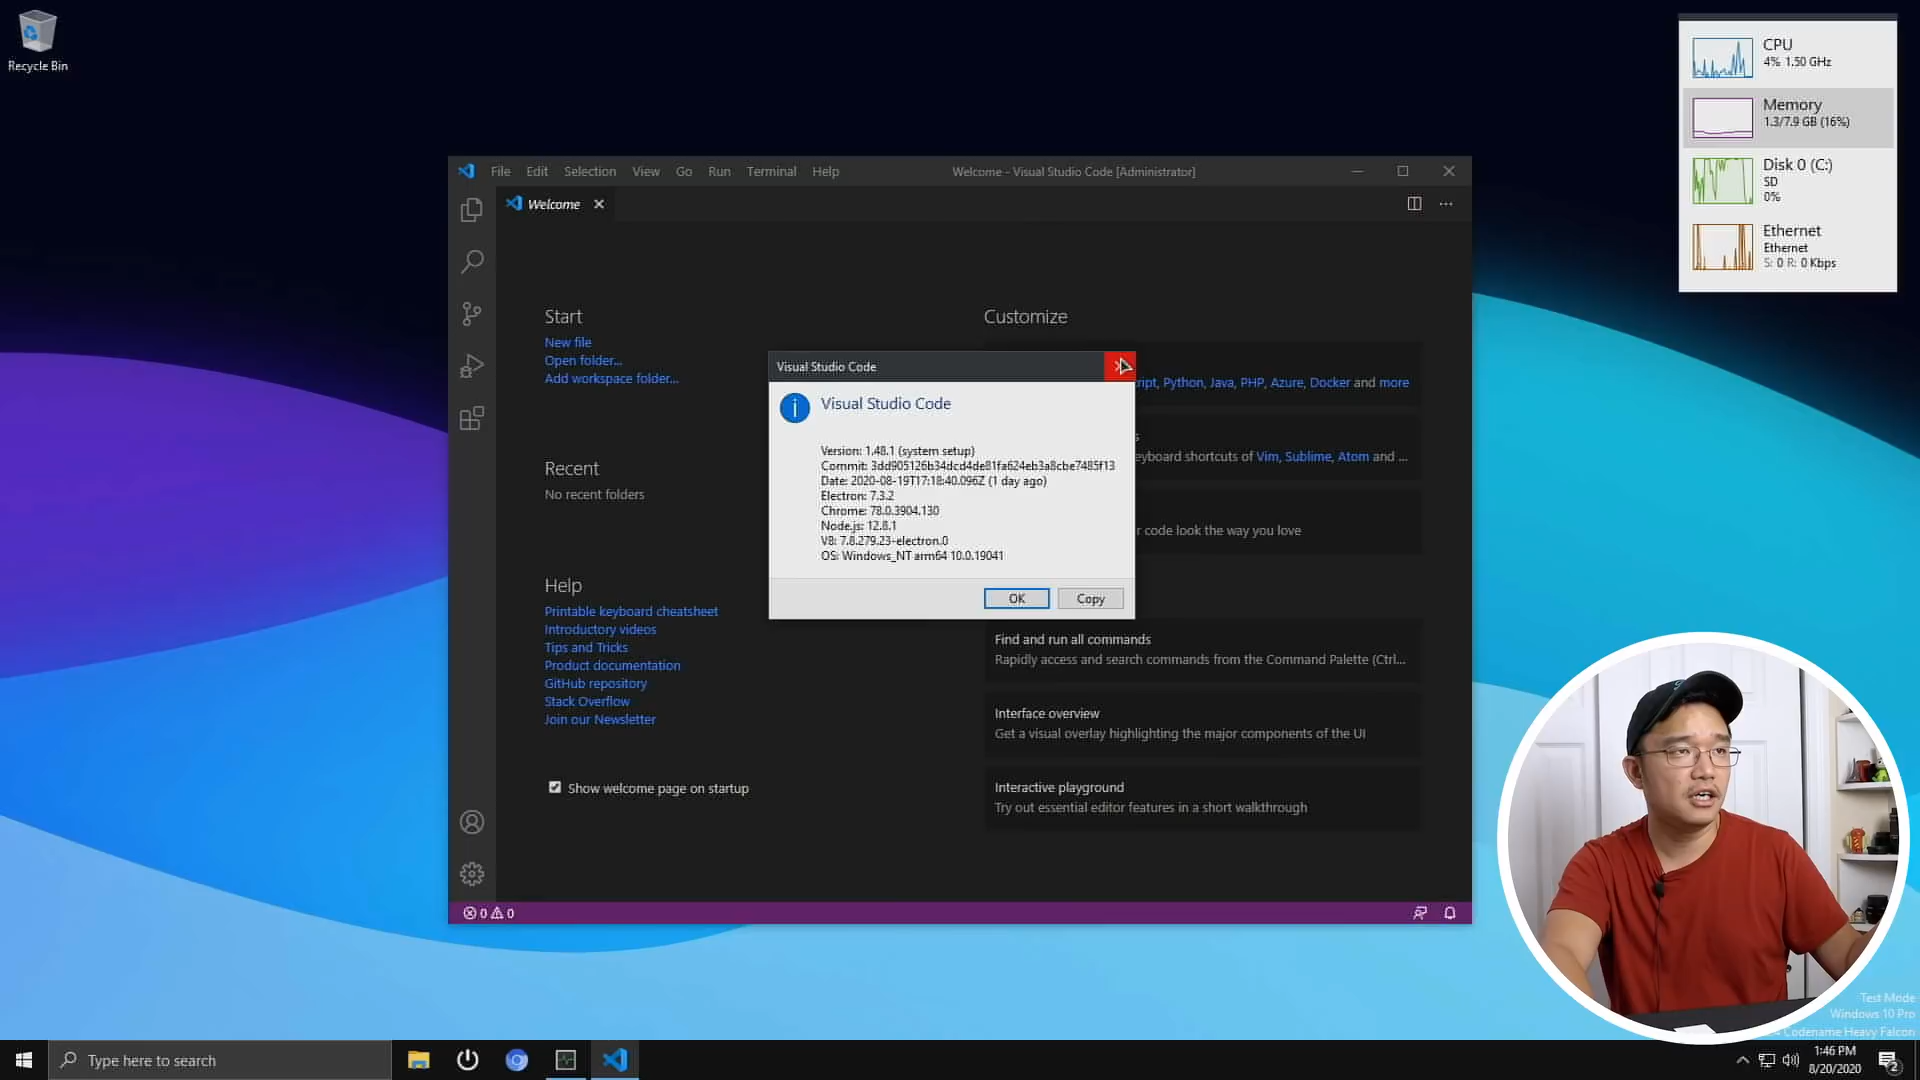 Recycle Bin
CPU
4% 1.50 GHz
Memory
1.3/7.9 GB (16%)
Disk 0 (C:)
SD
0%
Ethernet
Ethernet
S: 0 R: 0 Kbps
File Edit Selection View Go Run Terminal Help
Welcome - Visual Studio Code [Administrator]
Welcome
Start
New file
Open folder...
Add workspace folder...
Recent
No recent folders
Help
Printable keyboard cheatsheet
Introductory videos
Tips and Tricks
Product documentation
GitHub repository
Stack Overflow
Join our Newsletter
Show welcome page on startup
Customize
Python, Java, PHP, Azure, Docker and more
shortcuts of Vim, Sublime, Atom and ...
code look the way you love
Find and run all commands
Rapidly access and search commands from the Command Palette (Ctrl...
Interface overview
Get a visual overlay highlighting the major components of the UI
Interactive playground
Try out essential editor features in a short walkthrough
Visual Studio Code
Visual Studio Code
Version: 1.48.1 (system setup)
Commit: 3dd905126b34dcd4de81fa624eb3a8cbe7485f13
Date: 2020-08-19T17:18:40.096Z (1 day ago)
Electron: 7.3.2
Chrome: 78.0.3904.130
Node.js: 12.8.1
V8: 7.8.279.23-electron.0
OS: Windows_NT arm64 10.0.19041
OK
Copy
0 0
Test Mode
Windows 10 Pro
Codename Heavy Falcon
Type here to search
1:46 PM
8/20/2020
2